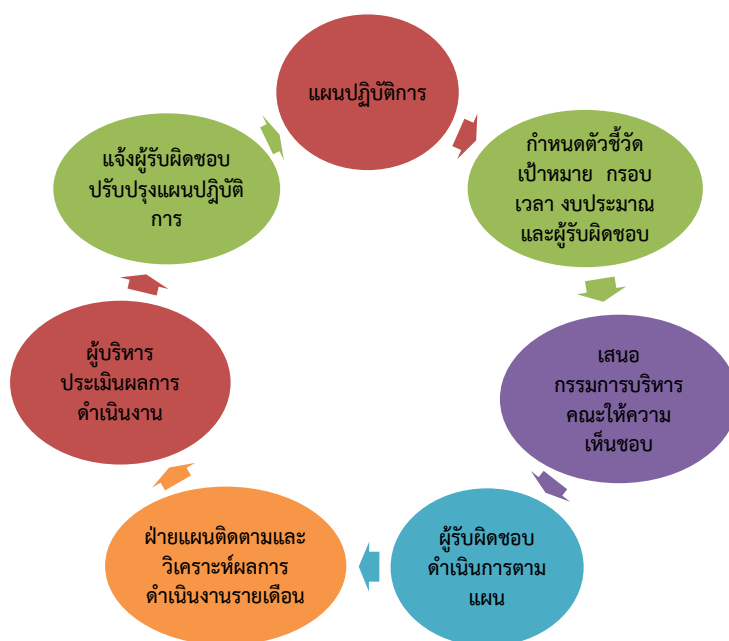 แผนปฏิบัติการ
กำหนดตัวชี้วัด
เป้าหมาย กรอบ
เวลา งบประมาณ
และผู้รับผิดชอบ
เสนอ
กรรมการบริหาร
คณะให้ความ
เห็นชอบ
ผู้รับผิดชอบ
ดำเนินการตาม
แผน
ฝ่ายแผนติดตามและ
วิเคราะห์ผลการ
ดำเนินงานรายเดือน
ผู้บริหาร
ประเมินผลการ
ดำเนินงาน
แจ้งผู้รับผิดชอบ
ปรับปรุงแผนปฎิบัติ
การ